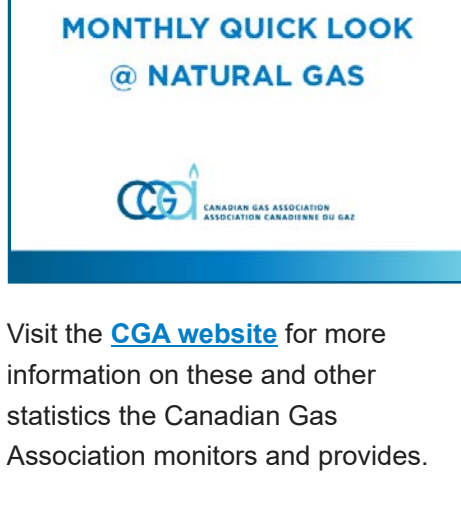 MONTHLY QUICK LOOK
@ NATURAL GAS
CGA
CANADIAN GAS ASSOCIATION
ASSOCIATION CANADIENNE DU GAZ
Visit the CGA website for more
information on these and other
statistics the Canadian Gas
Association monitors and provides.